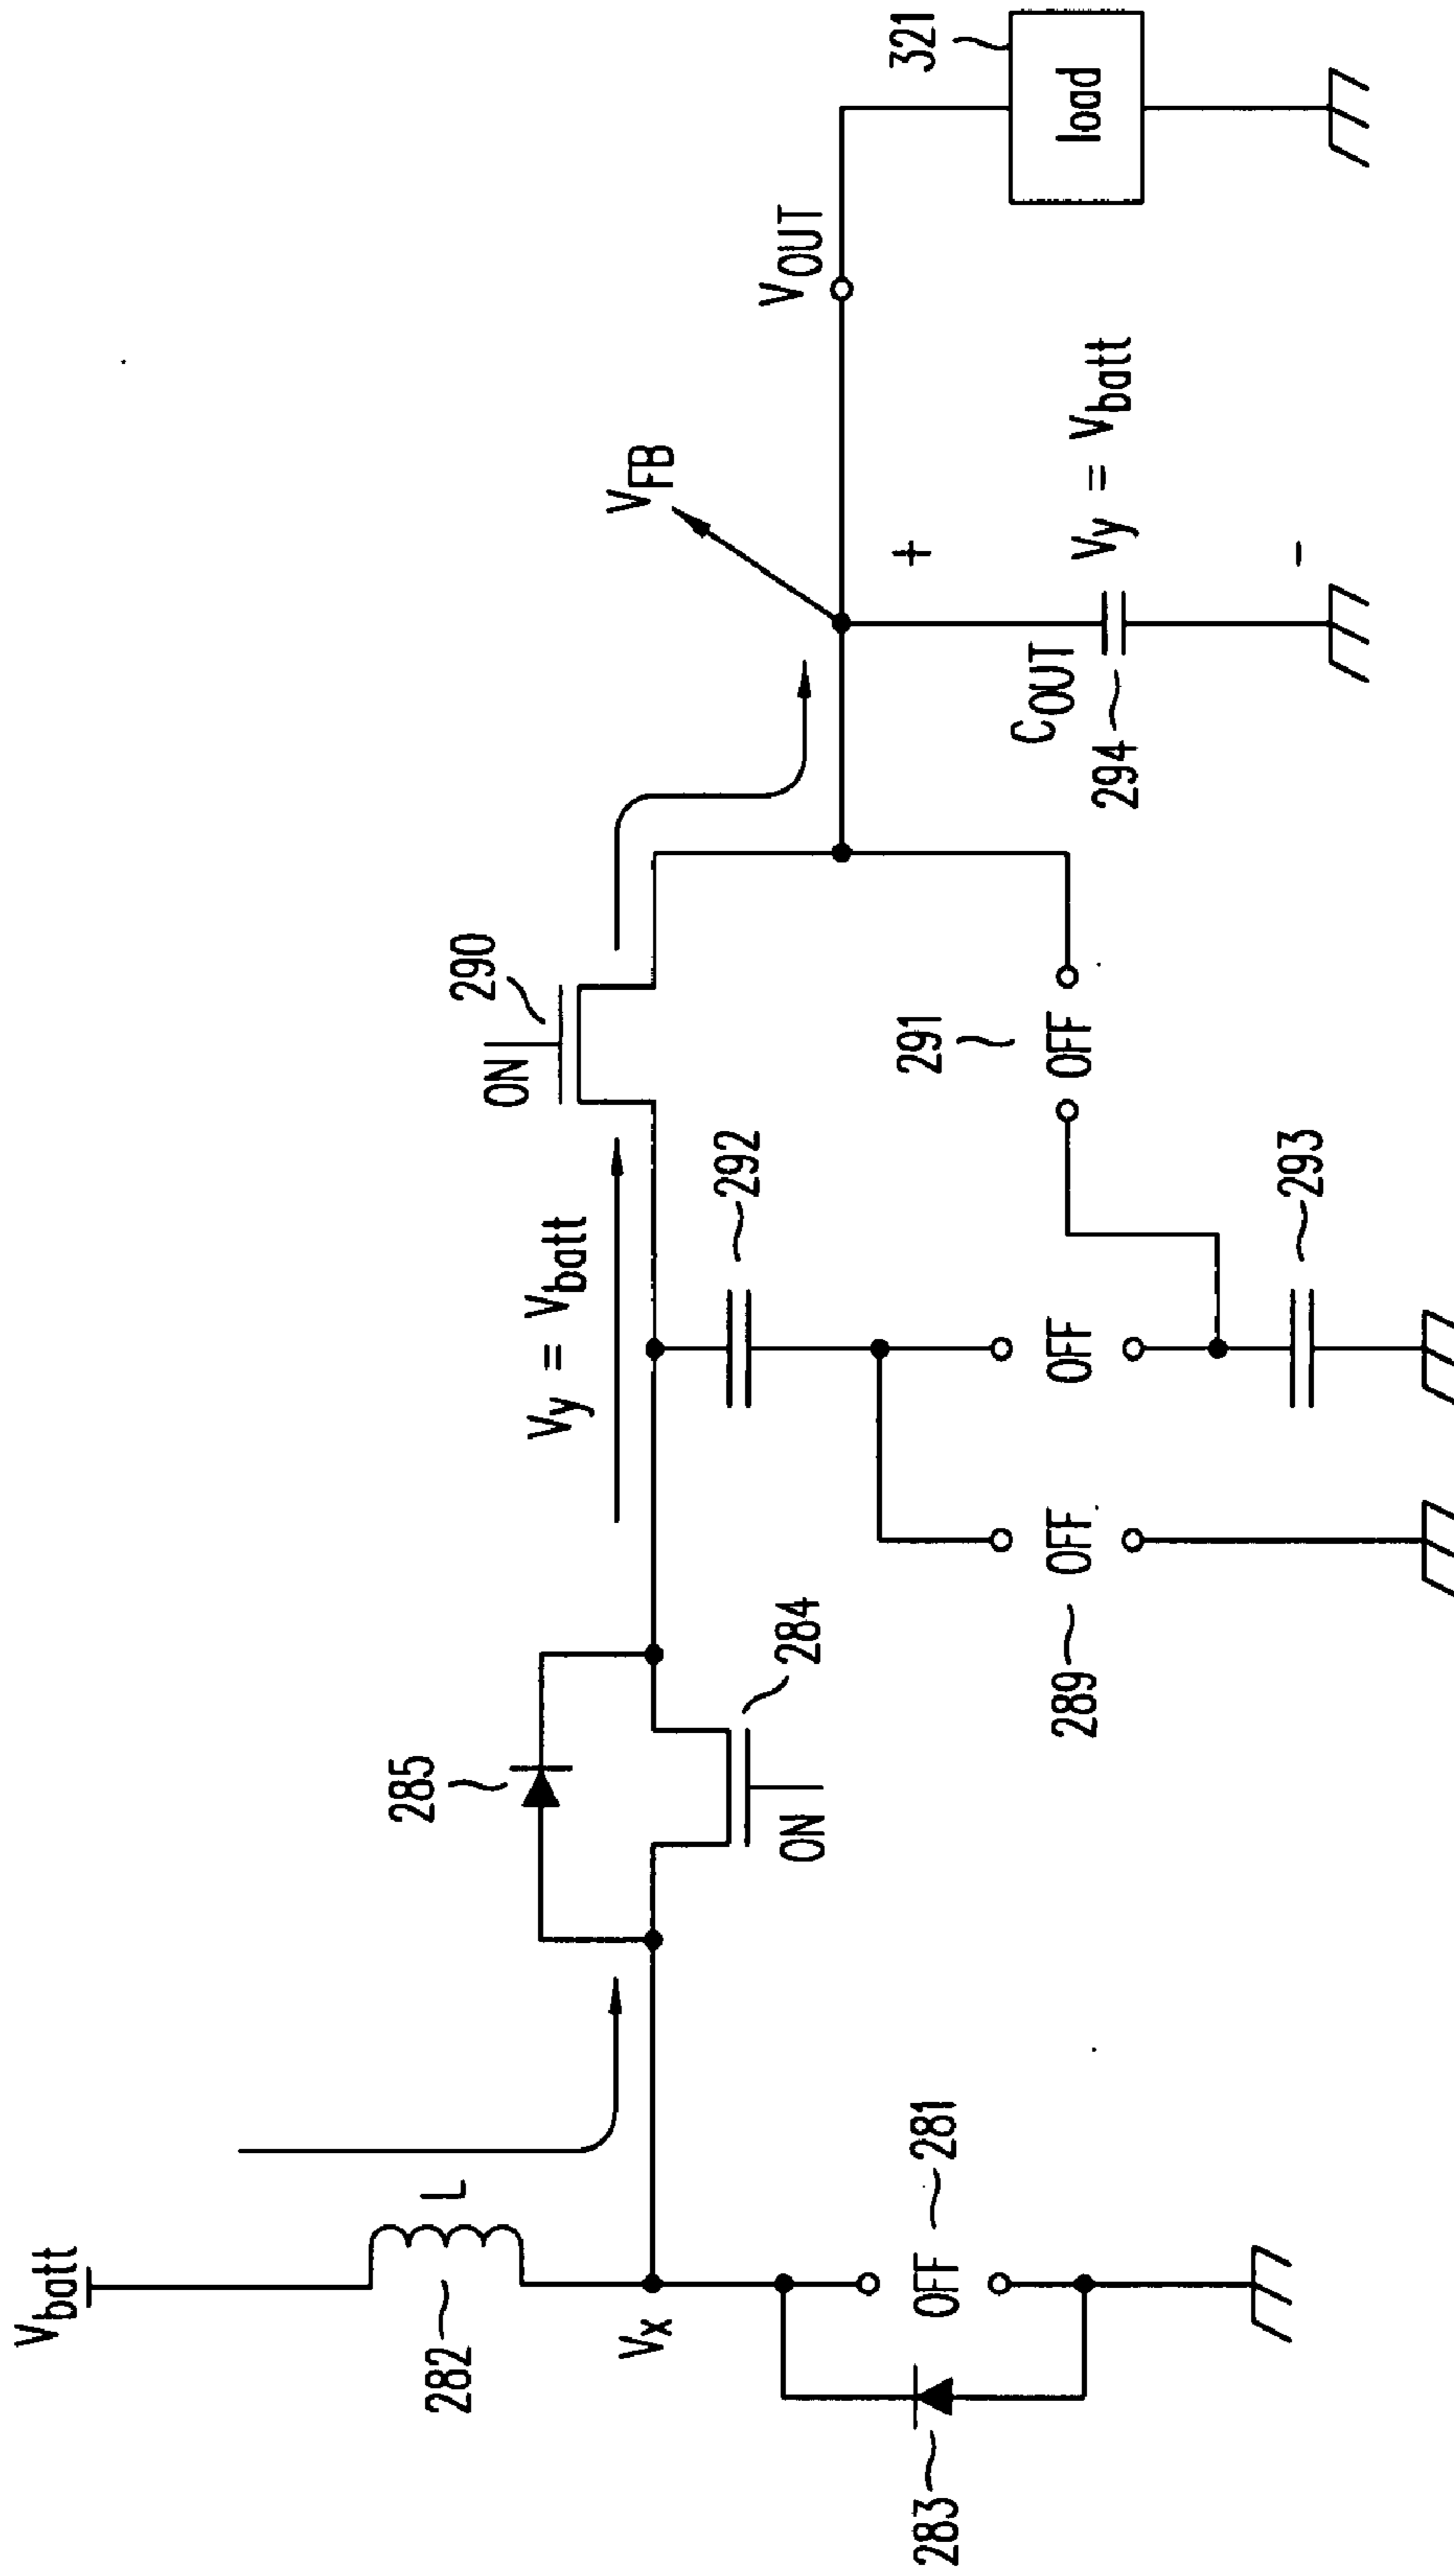 Vbatt
282
L
Vx
OFF
281
283
285
284
ON
Vy = Vbatt
290
ON
292
289
OFF
OFF
293
291
OFF
VFB
COUT
294
+
Vy = Vbatt
-
VOUT
321
load